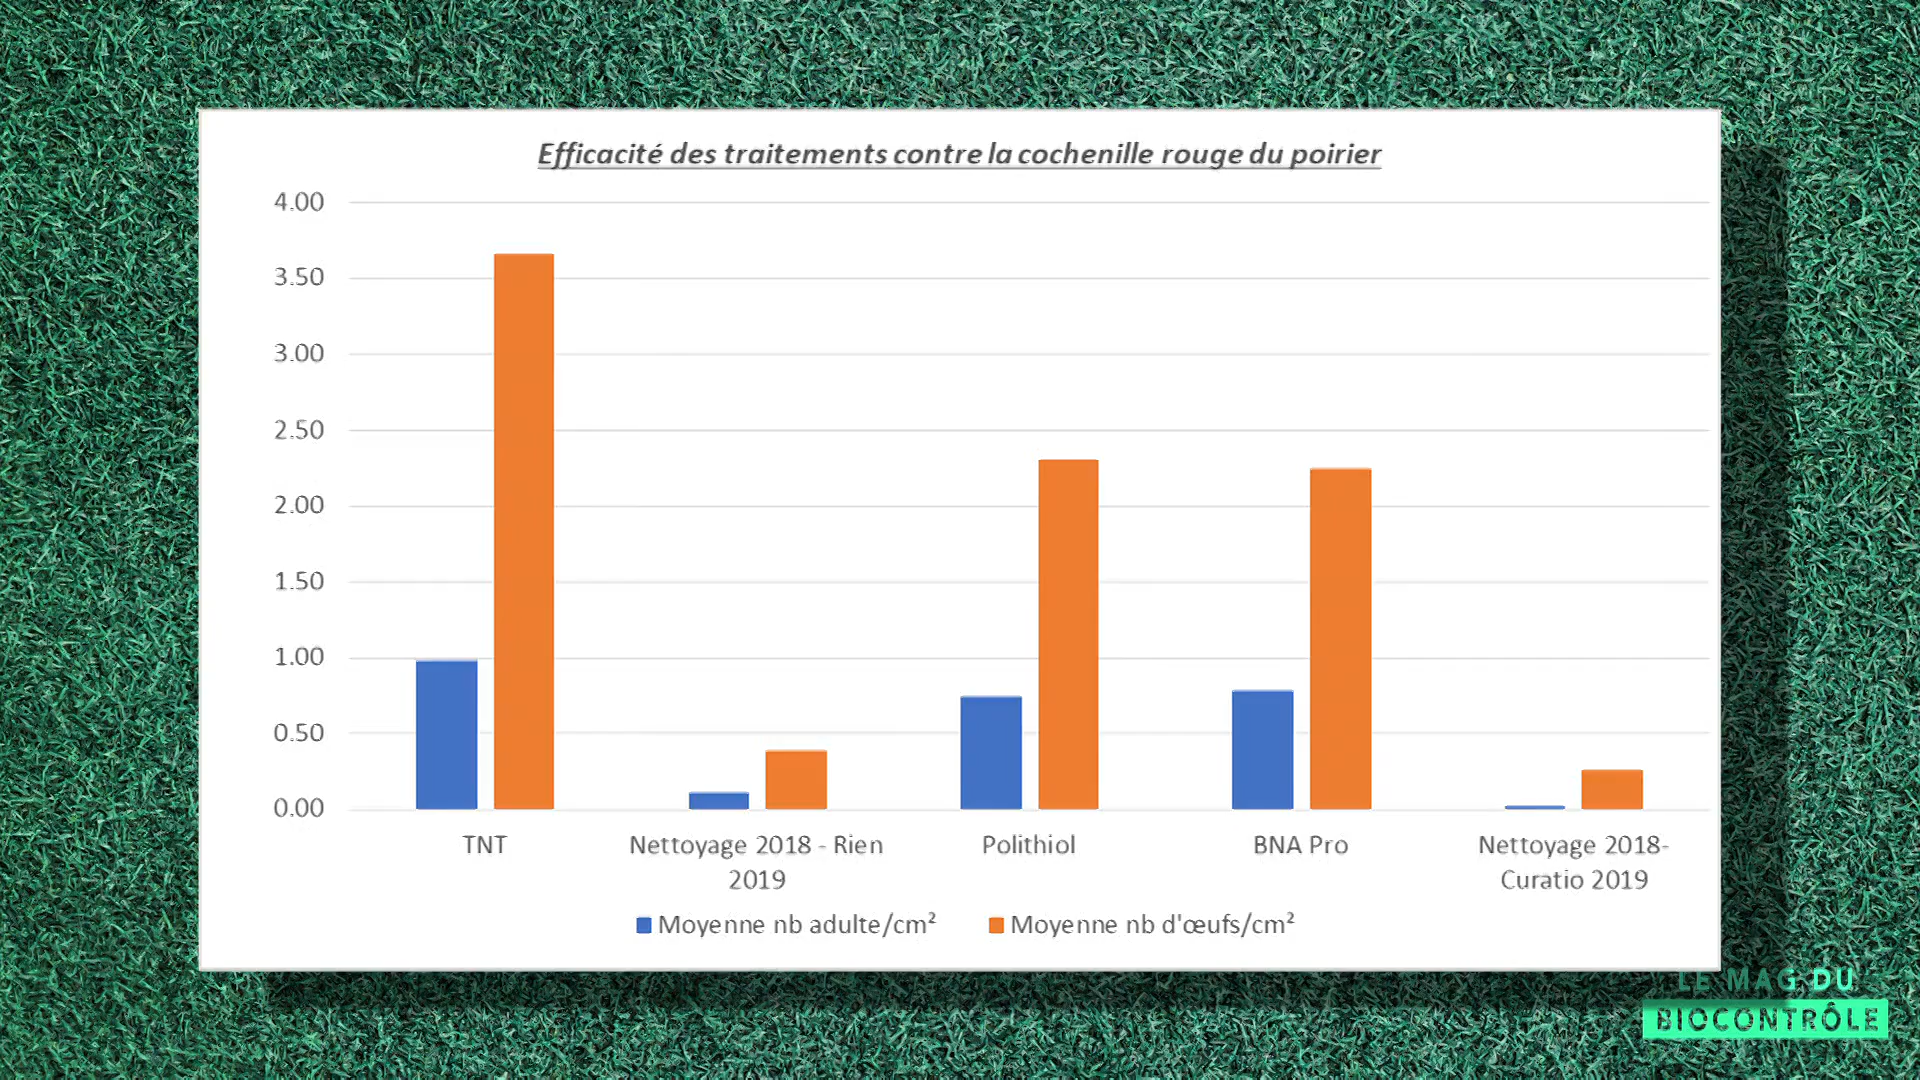 Efficacité des traitements contre la cochenille rouge du poirier
4.00
3.50
3.00
2.50
2.00
1.50
1.00
0.50
0.00
TNT
Nettoyage 2018 - Rien
2019
Polithiol
BNA Pro
Nettoyage 2018-
Curatio 2019
Moyenne nb adulte/cm²
Moyenne nb d'œufs/cm²
LE MAG DU
BIOCONTRÔLE